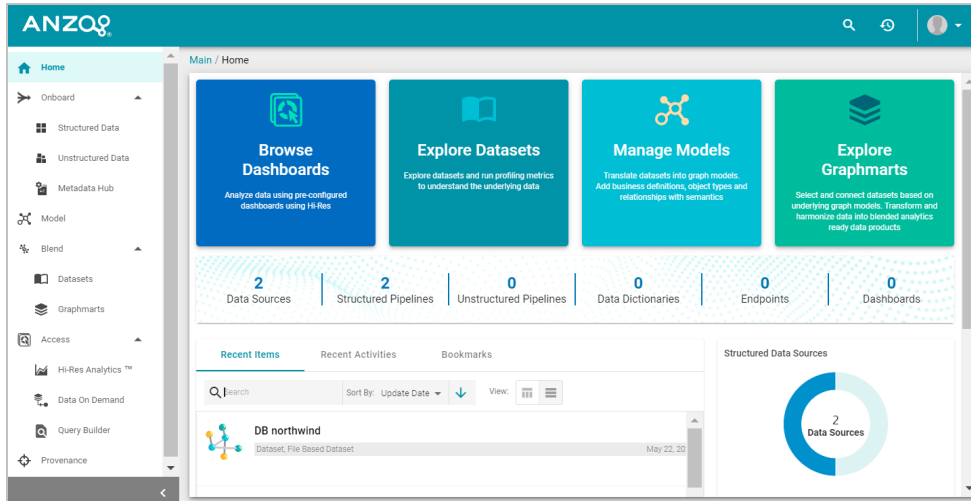 ANZO
Main / Home
Home
Onboard
Structured Data
Unstructured Data
Metadata Hub
Model
Blend
Datasets
Graphmarts
Access
Hi-Res Analytics ™
Data On Demand
Query Builder
Provenance
Browse
Dashboards
Analyze data using pre-configured
dashboards using Hi-Res
Explore Datasets
Explore datasets and run profiling metrics
to understand the underlying data
Manage Models
Translate datasets into graph models.
Add business definitions, object types and
relationships with semantics
Explore
Graphmarts
Select and connect datasets based on
underlying graph models. Transform and
harmonize data into blended analytics
ready data products
2 2 0 0 0 0
Data Sources Structured Pipelines Unstructured Pipelines Data Dictionaries Endpoints Dashboards
Recent Items Recent Activities Bookmarks
Search Sort By: Update Date View:
DB northwind
Dataset, File Based Dataset May 22, 20
Structured Data Sources
2
Data Sources